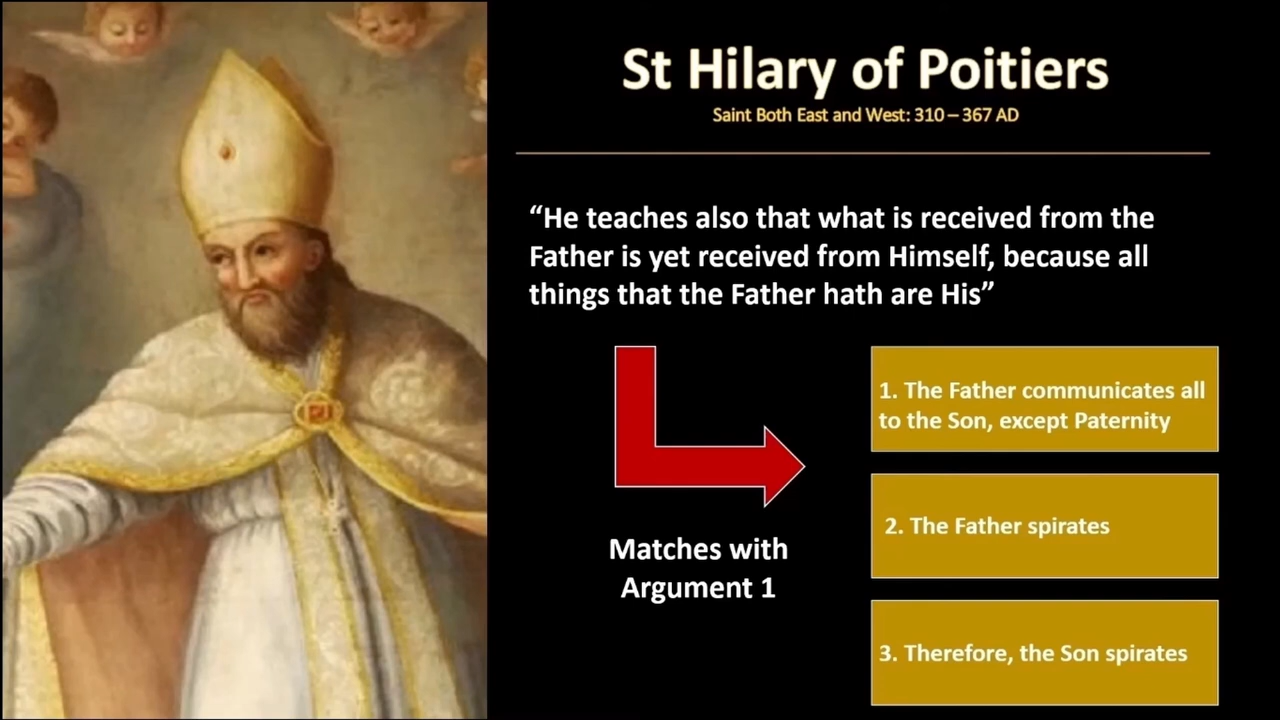 St Hilary of Poitiers
Saint Both East and West: 310 – 367 AD
“He teaches also that what is received from the
Father is yet received from Himself, because all
things that the Father hath are His”
Matches with
Argument 1
1. The Father communicates all
to the Son, except Paternity
2. The Father spirates
3. Therefore, the Son spirates